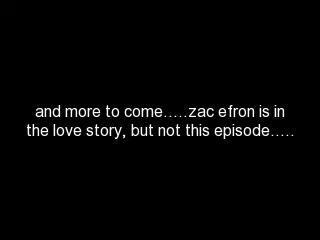 and more to come.....zac efron is in
the love story, but not this episode.....